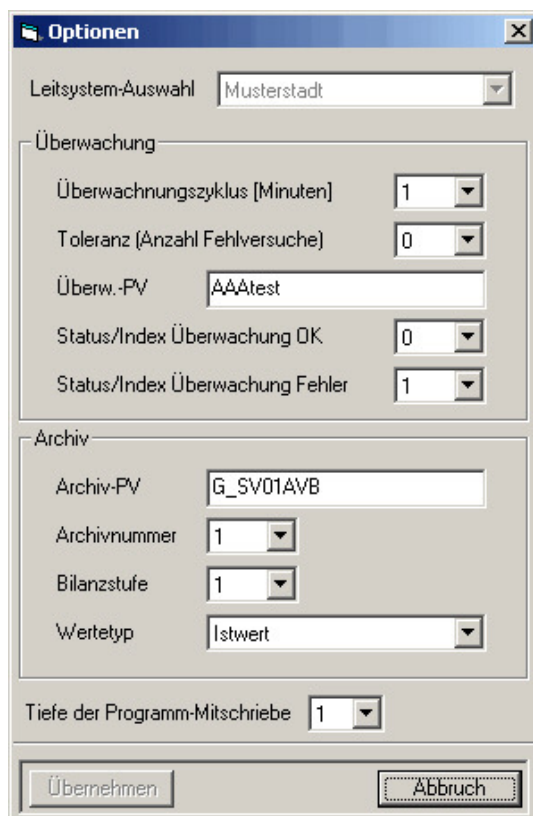 Optionen
Leitsystem-Auswahl Musterstadt
Überwachung
Überwachnungszyklus [Minuten] 1
Toleranz (Anzahl Fehlversuche) 0
Überw.-PV AAAtest
Status/Index Überwachung OK 0
Status/Index Überwachung Fehler 1
Archiv
Archiv-PV G_SV01AVB
Archivnummer 1
Bilanzstufe 1
Wertetyp Istwert
Tiefe der Programm-Mitschriebe 1
Übernehmen Abbruch